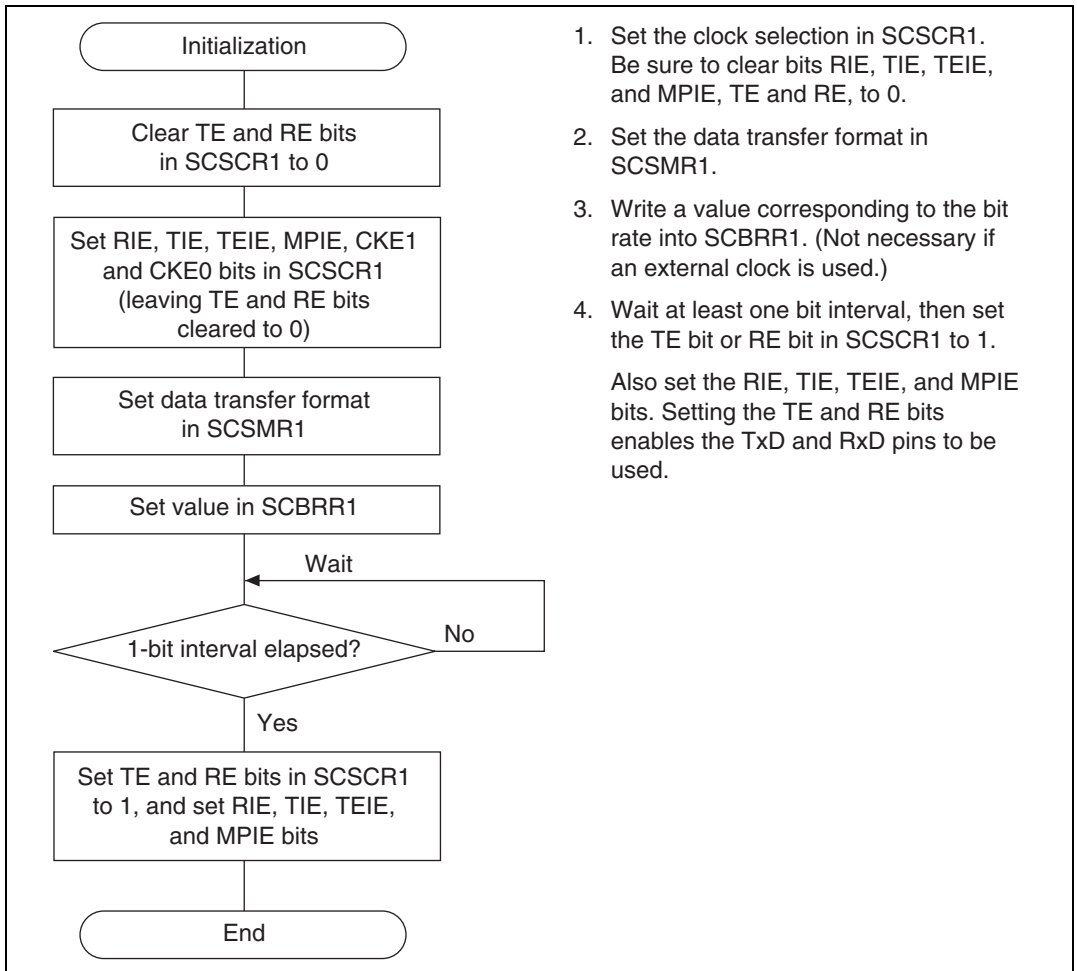 Initialization
Clear TE and RE bits
in SCSCR1 to 0
Set RIE, TIE, TEIE, MPIE, CKE1
and CKE0 bits in SCSCR1
(leaving TE and RE bits
cleared to 0)
Set data transfer format
in SCSMR1
Set value in SCBRR1
Wait
1-bit interval elapsed?
No
Yes
Set TE and RE bits in SCSCR1
to 1, and set RIE, TIE, TEIE,
and MPIE bits
End
1. Set the clock selection in SCSCR1.
Be sure to clear bits RIE, TIE, TEIE,
and MPIE, TE and RE, to 0.
2. Set the data transfer format in
SCSMR1.
3. Write a value corresponding to the bit
rate into SCBRR1. (Not necessary if
an external clock is used.)
4. Wait at least one bit interval, then set
the TE bit or RE bit in SCSCR1 to 1.
Also set the RIE, TIE, TEIE, and MPIE
bits. Setting the TE and RE bits
enables the TxD and RxD pins to be
used.